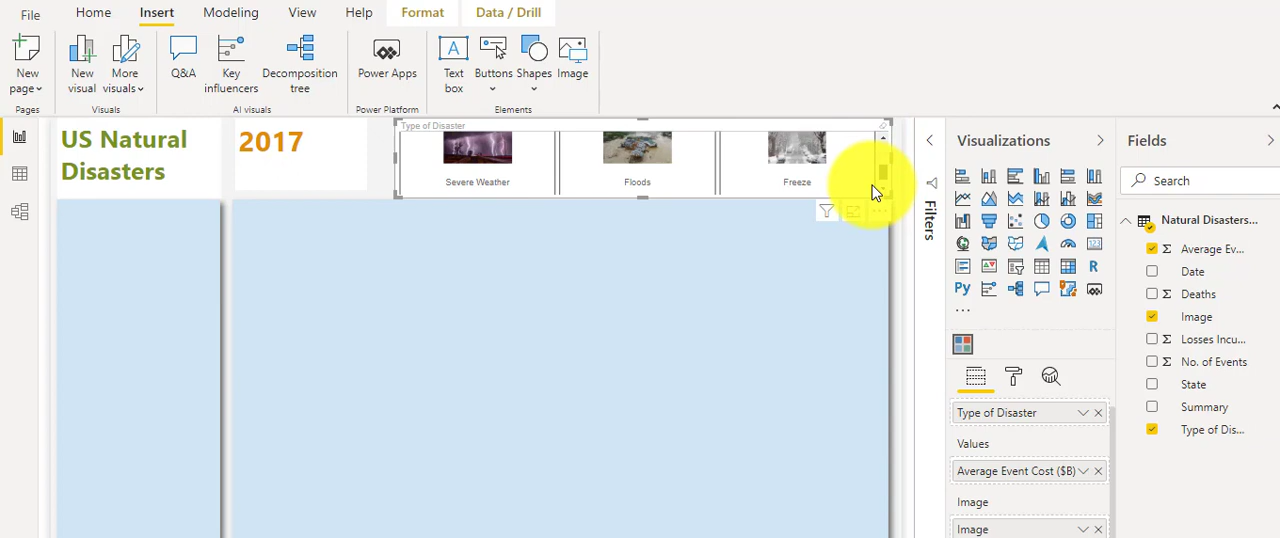 File
Home
Insert
Modeling
View
Help
Format
Data / Drill
New
page
New
visual
More
visuals
Q&A
Key
influencers
Decomposition
tree
Power Apps
Text
box
Buttons
Shapes
Image
Pages
Visuals
AI visuals
Power Platform
Elements
US Natural
Disasters
2017
Type of Disaster
Severe Weather
Floods
Freeze
Filters
Visualizations
R
Py
123
...
Type of Disaster
Values
Average Event Cost ($B)
Image
Image
Fields
Search
Natural Disasters...
Σ Average Ev...
Date
Σ Deaths
Image
Σ Losses Incu...
Σ No. of Events
State
Summary
Type of Dis...